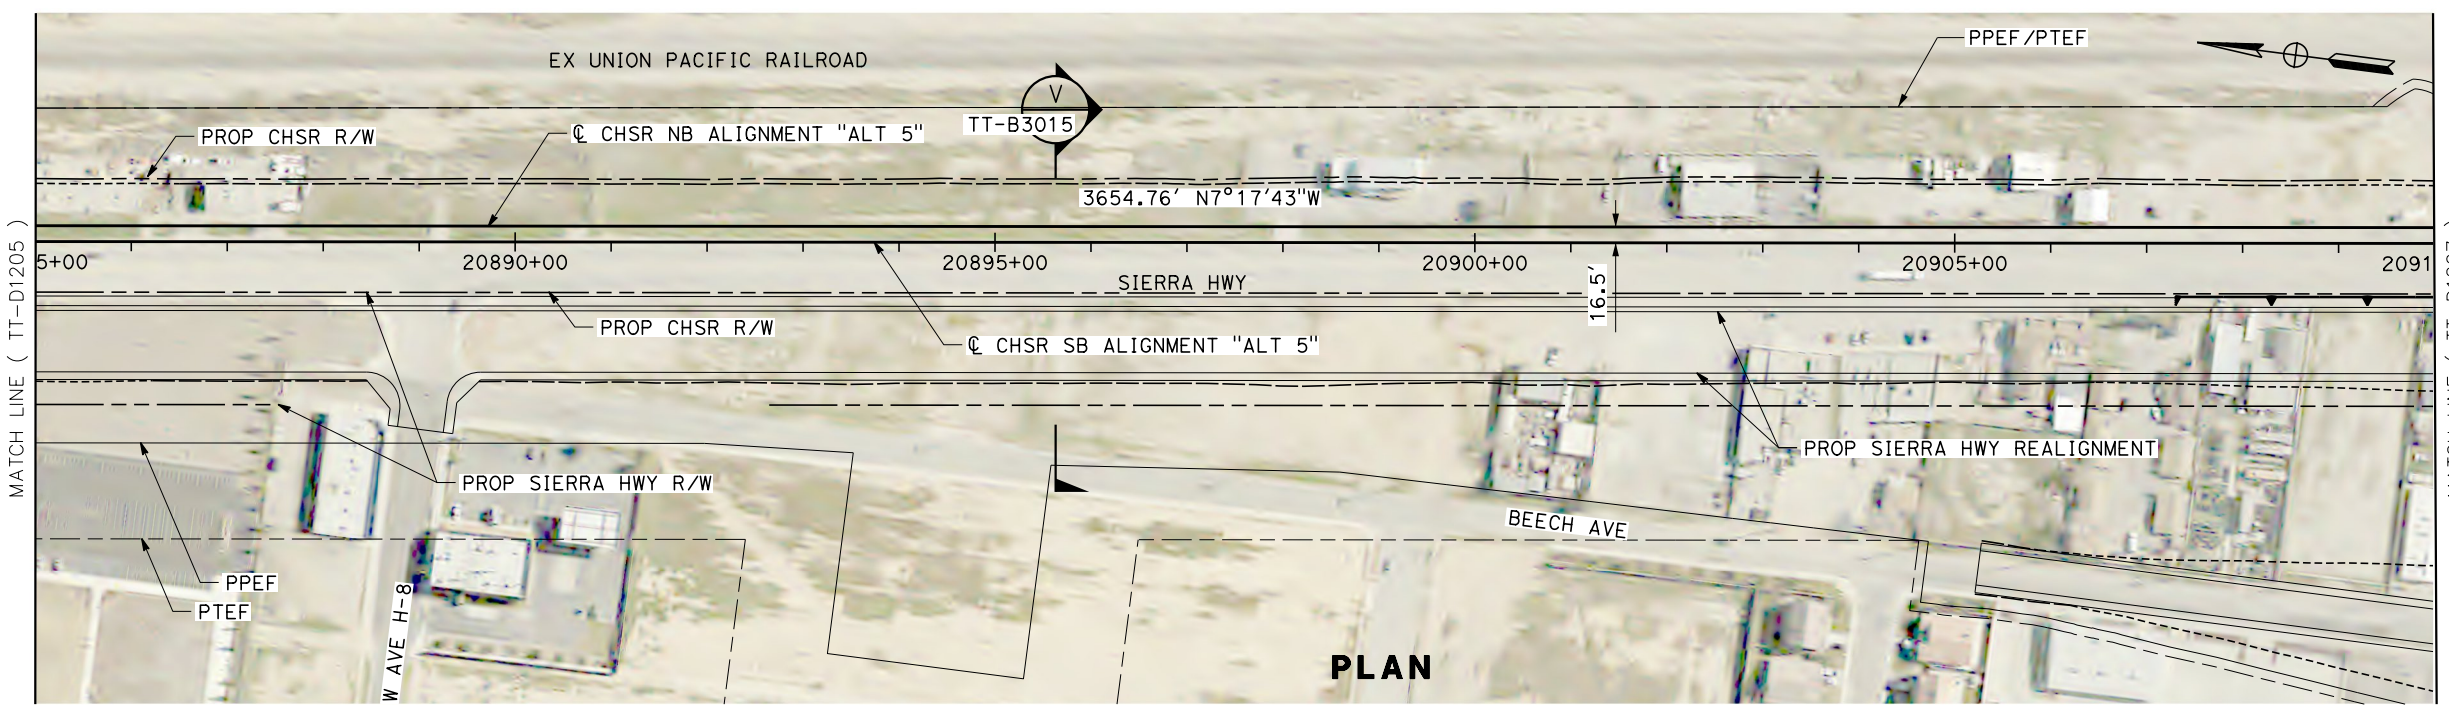 EX UNION PACIFIC RAILROAD
PPEF/PTEF
V
TT-B3015
PROP CHSR R/W
℄ CHSR NB ALIGNMENT "ALT 5"
3654.76' N7°17'43"W
MATCH LINE ( TT-D1205 )
5+00
20890+00
20895+00
20900+00
20905+00
2091
SIERRA HWY
16.5'
PROP CHSR R/W
℄ CHSR SB ALIGNMENT "ALT 5"
PROP SIERRA HWY REALIGNMENT
PROP SIERRA HWY R/W
BEECH AVE
PPEF
PTEF
W AVE H-8
PLAN